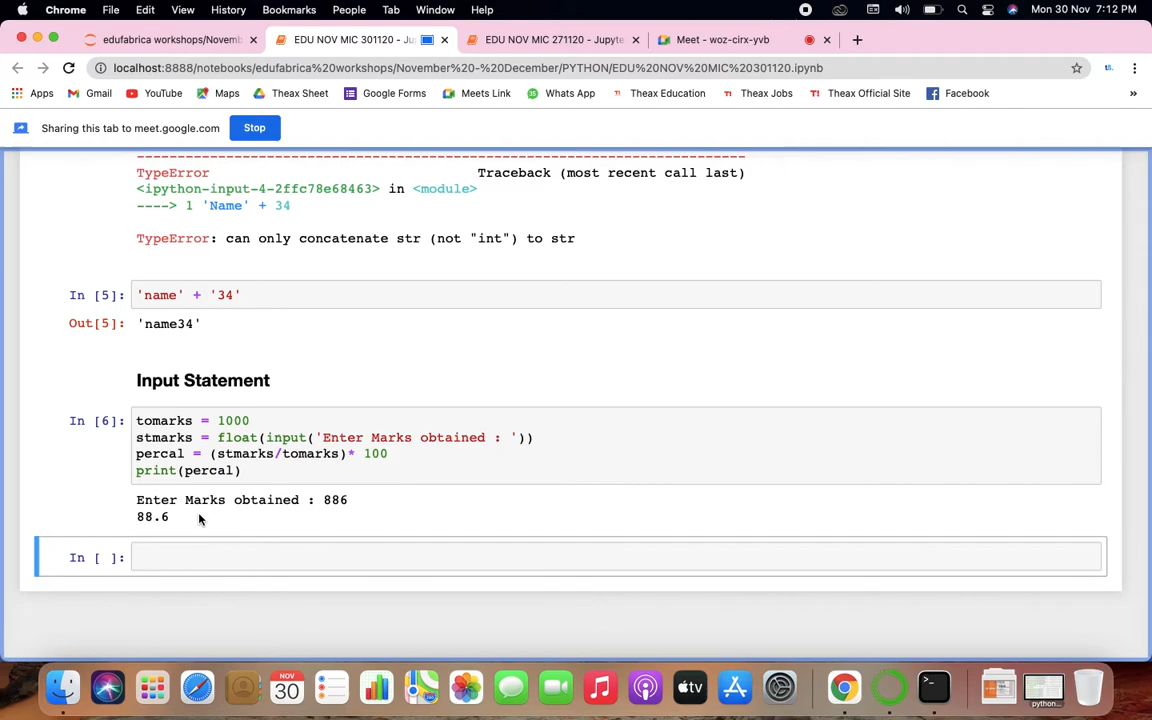 Chrome File Edit View History Bookmarks People Tab Window Help Mon 30 Nov 7:12 PM
edufabrica workshops/Novemb EDU NOV MIC 301120 - Ju EDU NOV MIC 271120 - Jupyte Meet - woz-cirx-yvb
localhost:8888/notebooks/edufabrica%20workshops/November%20-%20December/PYTHON/EDU%20NOV%20MIC%20301120.ipynb
Apps Gmail YouTube Maps Theax Sheet Google Forms Meets Link Whats App Theax Education Theax Jobs Theax Official Site Facebook »
Sharing this tab to meet.google.com Stop
TypeError Traceback (most recent call last)
<ipython-input-4-2ffc78e68463> in <module>
----> 1 'Name' + 34
TypeError: can only concatenate str (not "int") to str
In [5]: 'name' + '34'
Out[5]: 'name34'
Input Statement
In [6]: tomarks = 1000
stmarks = float(input('Enter Marks obtained : '))
percal = (stmarks/tomarks)* 100
print(percal)
Enter Marks obtained : 886
88.6
In [ ]:
NOV
30
python...